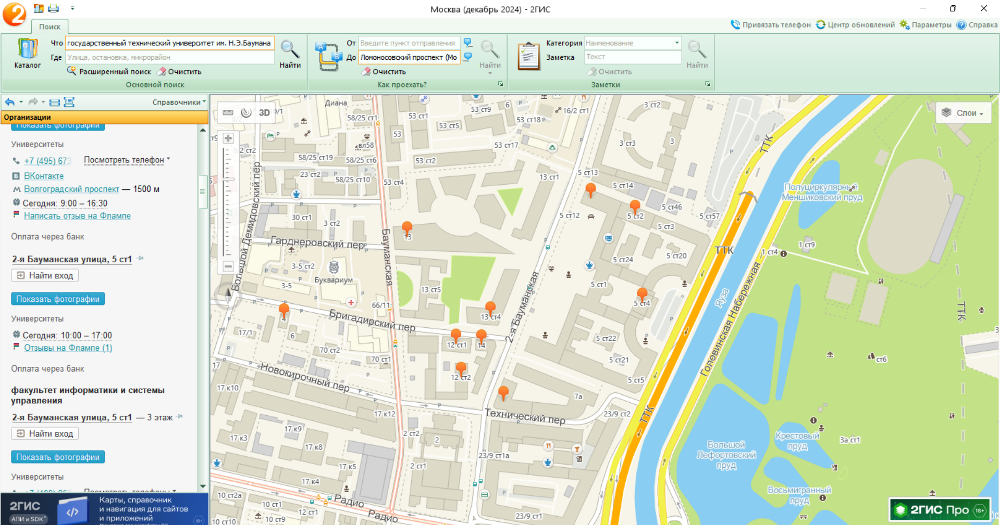 Москва (декабрь 2024) - 2ГИС
Поиск
Привязать телефон
Центр обновлений
Параметры
Справка
Каталог
Что
государственный технический университет им. Н.Э.Баумана
Где
Улица, остановка, микрорайон
Расширенный поиск
Очистить
Найти
Основной поиск
От
Введите пункт отправления
До
Ломоносовский проспект (Мо
Очистить
Найти
Как проехать?
Категория
Наименование
Заметка
Текст
Очистить
Найти
Заметки
Справочники
Организации
Показать фотографии
Университеты
+7 (495) 673
Посмотреть телефон
ВКонтакте
Волгоградский проспект — 1500 м
Сегодня: 9:00 – 16:30
Написать отзыв на Флампе
Оплата через банк
2-я Бауманская улица, 5 ст1
Найти вход
Показать фотографии
Университеты
Сегодня: 10:00 – 17:00
Отзывы на Флампе (1)
Оплата через банк
факультет информатики и системы
управления
2-я Бауманская улица, 5 ст1 — 3 этаж
Найти вход
Показать фотографии
Университеты
Посмотреть телефоны
2ГИС
АПИ и SDK*
Карты, справочник
и навигация для сайтов
и приложений
18+
3D
Слои
Диана
58/25 ст1
53 ст1
53 ст5
53 ст9
6
53 ст18
16/2 ст1
3 ст2
53
вл58
53 ст17
3 ст3
3
8/2 ст2
58/25 ст19
58/25 ст6
53 ст2
23 ст2
58/25 ст10
53 ст4
13 ст1
5 ст13
5 ст14
ТТК
Полуциркулярный
Меншиковский пруд
5 ст46
30 ст1
3 ст2
5 ст12
5 ст2
5 ст57
5 ст3
Большой Демидовский пер
Гарднеровский пер
Бауманская
13
ТТК
1 ст9
1 ст4
3-5 ст2
Буквариум
3-5
5 ст24
5 ст20
13 ст5
2-я Бауманская
5 ст1
5 ст4
Яуза
Головинская Набережная
ТТК
66/11
Бригадирский пер
13 ст4
4
17/1
6
70 ст2
70 ст1
12 ст1
14
5 ст22
5 ст21
ст6
12 ст2
5 ст5
17
Новокирочный пер
17 к10
7а
17 к12
Технический пер
23/9 ст2
ТТК
17 к9
17 к3
17 к8
2 ст2
2
Крестовый
пруд
3а ст1
Большой
Лефортовский
пруд
23/9 ст1а
17 к5
2 ст1
17 к4
10 ст2а
Радио
10 ст1
12 ст1
Радио
10 ст10
10 ст9
23/9 ст1
Восьмигранный
пруд
2ГИС Про
18+